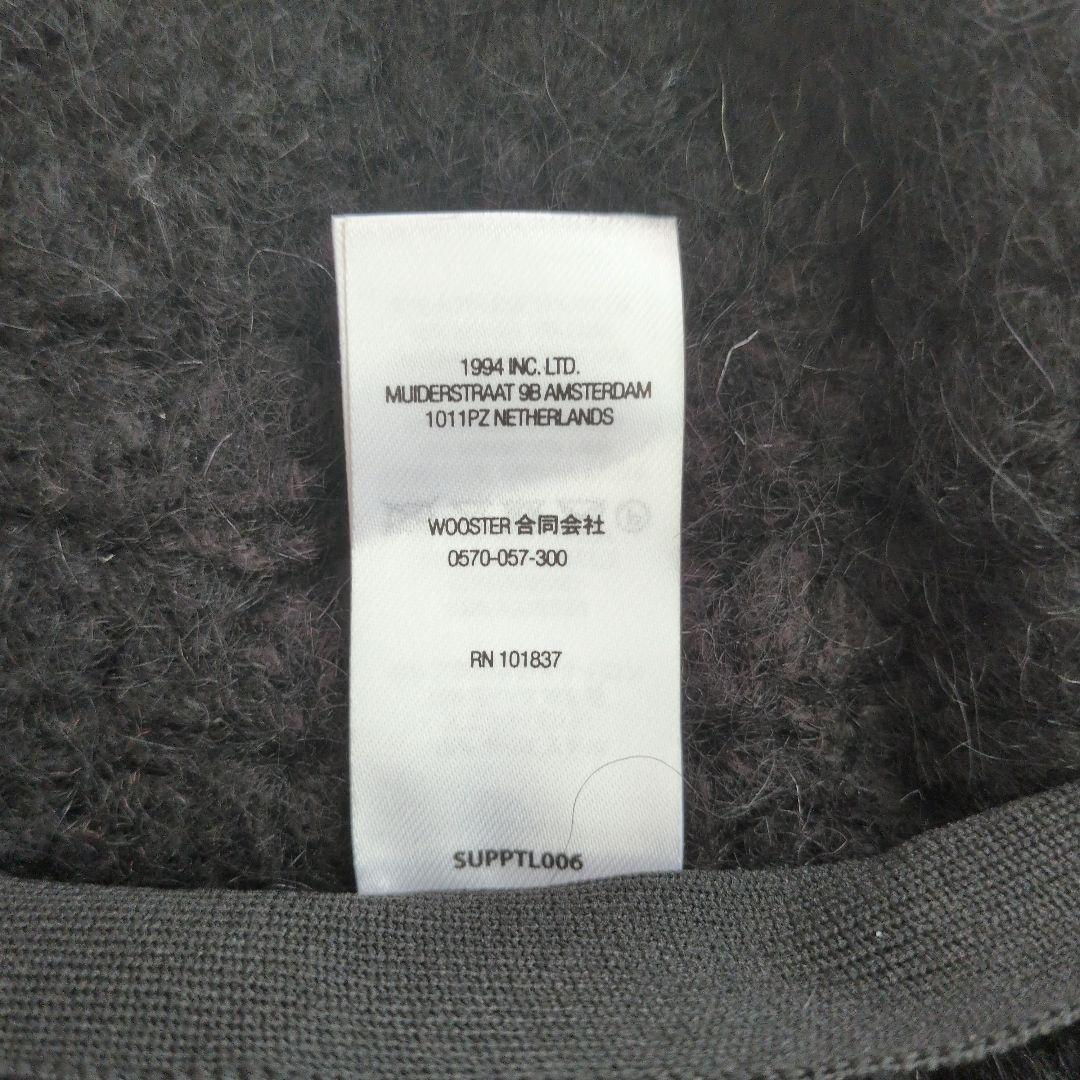 1994 INC. LTD.
MUIDERSTRAAT 9B AMSTERDAM
1011PZ NETHERLANDS
WOOSTER 合同会社
0570-057-300
RN 101837
SUPPTL006